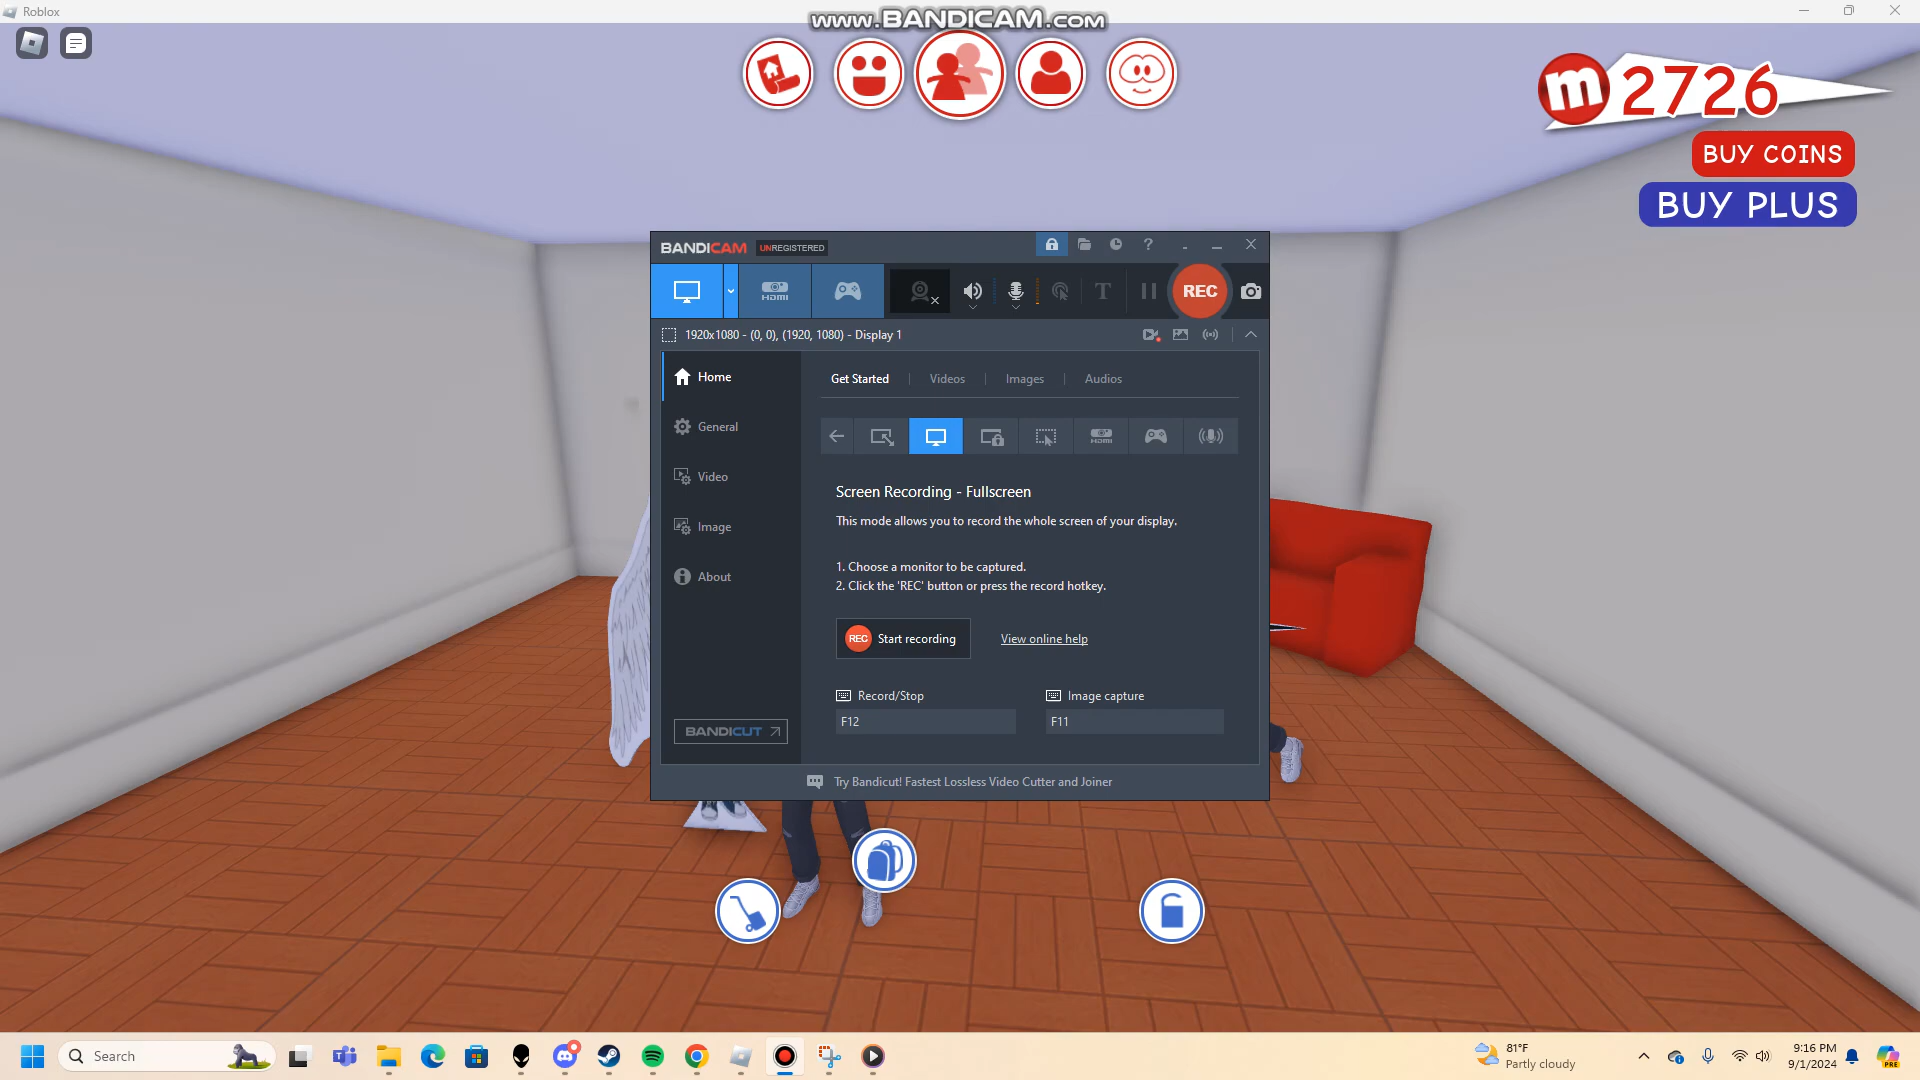 Roblox
www.BANDICAM.com
m 2726
BUY COINS
BUY PLUS
BANDICAM UNREGISTERED
HDMI
T
REC
1920x1080 - (0, 0), (1920, 1080) - Display 1
Home
General
Video
Image
About
BANDICUT
Get Started | Videos | Images | Audios
HDMI
Screen Recording - Fullscreen
This mode allows you to record the whole screen of your display.
1. Choose a monitor to be captured.
2. Click the 'REC' button or press the record hotkey.
REC Start recording
View online help
Record/Stop
F12
Image capture
F11
Try Bandicut! Fastest Lossless Video Cutter and Joiner
Search
81°F
Partly cloudy
9:16 PM
9/1/2024
PRE